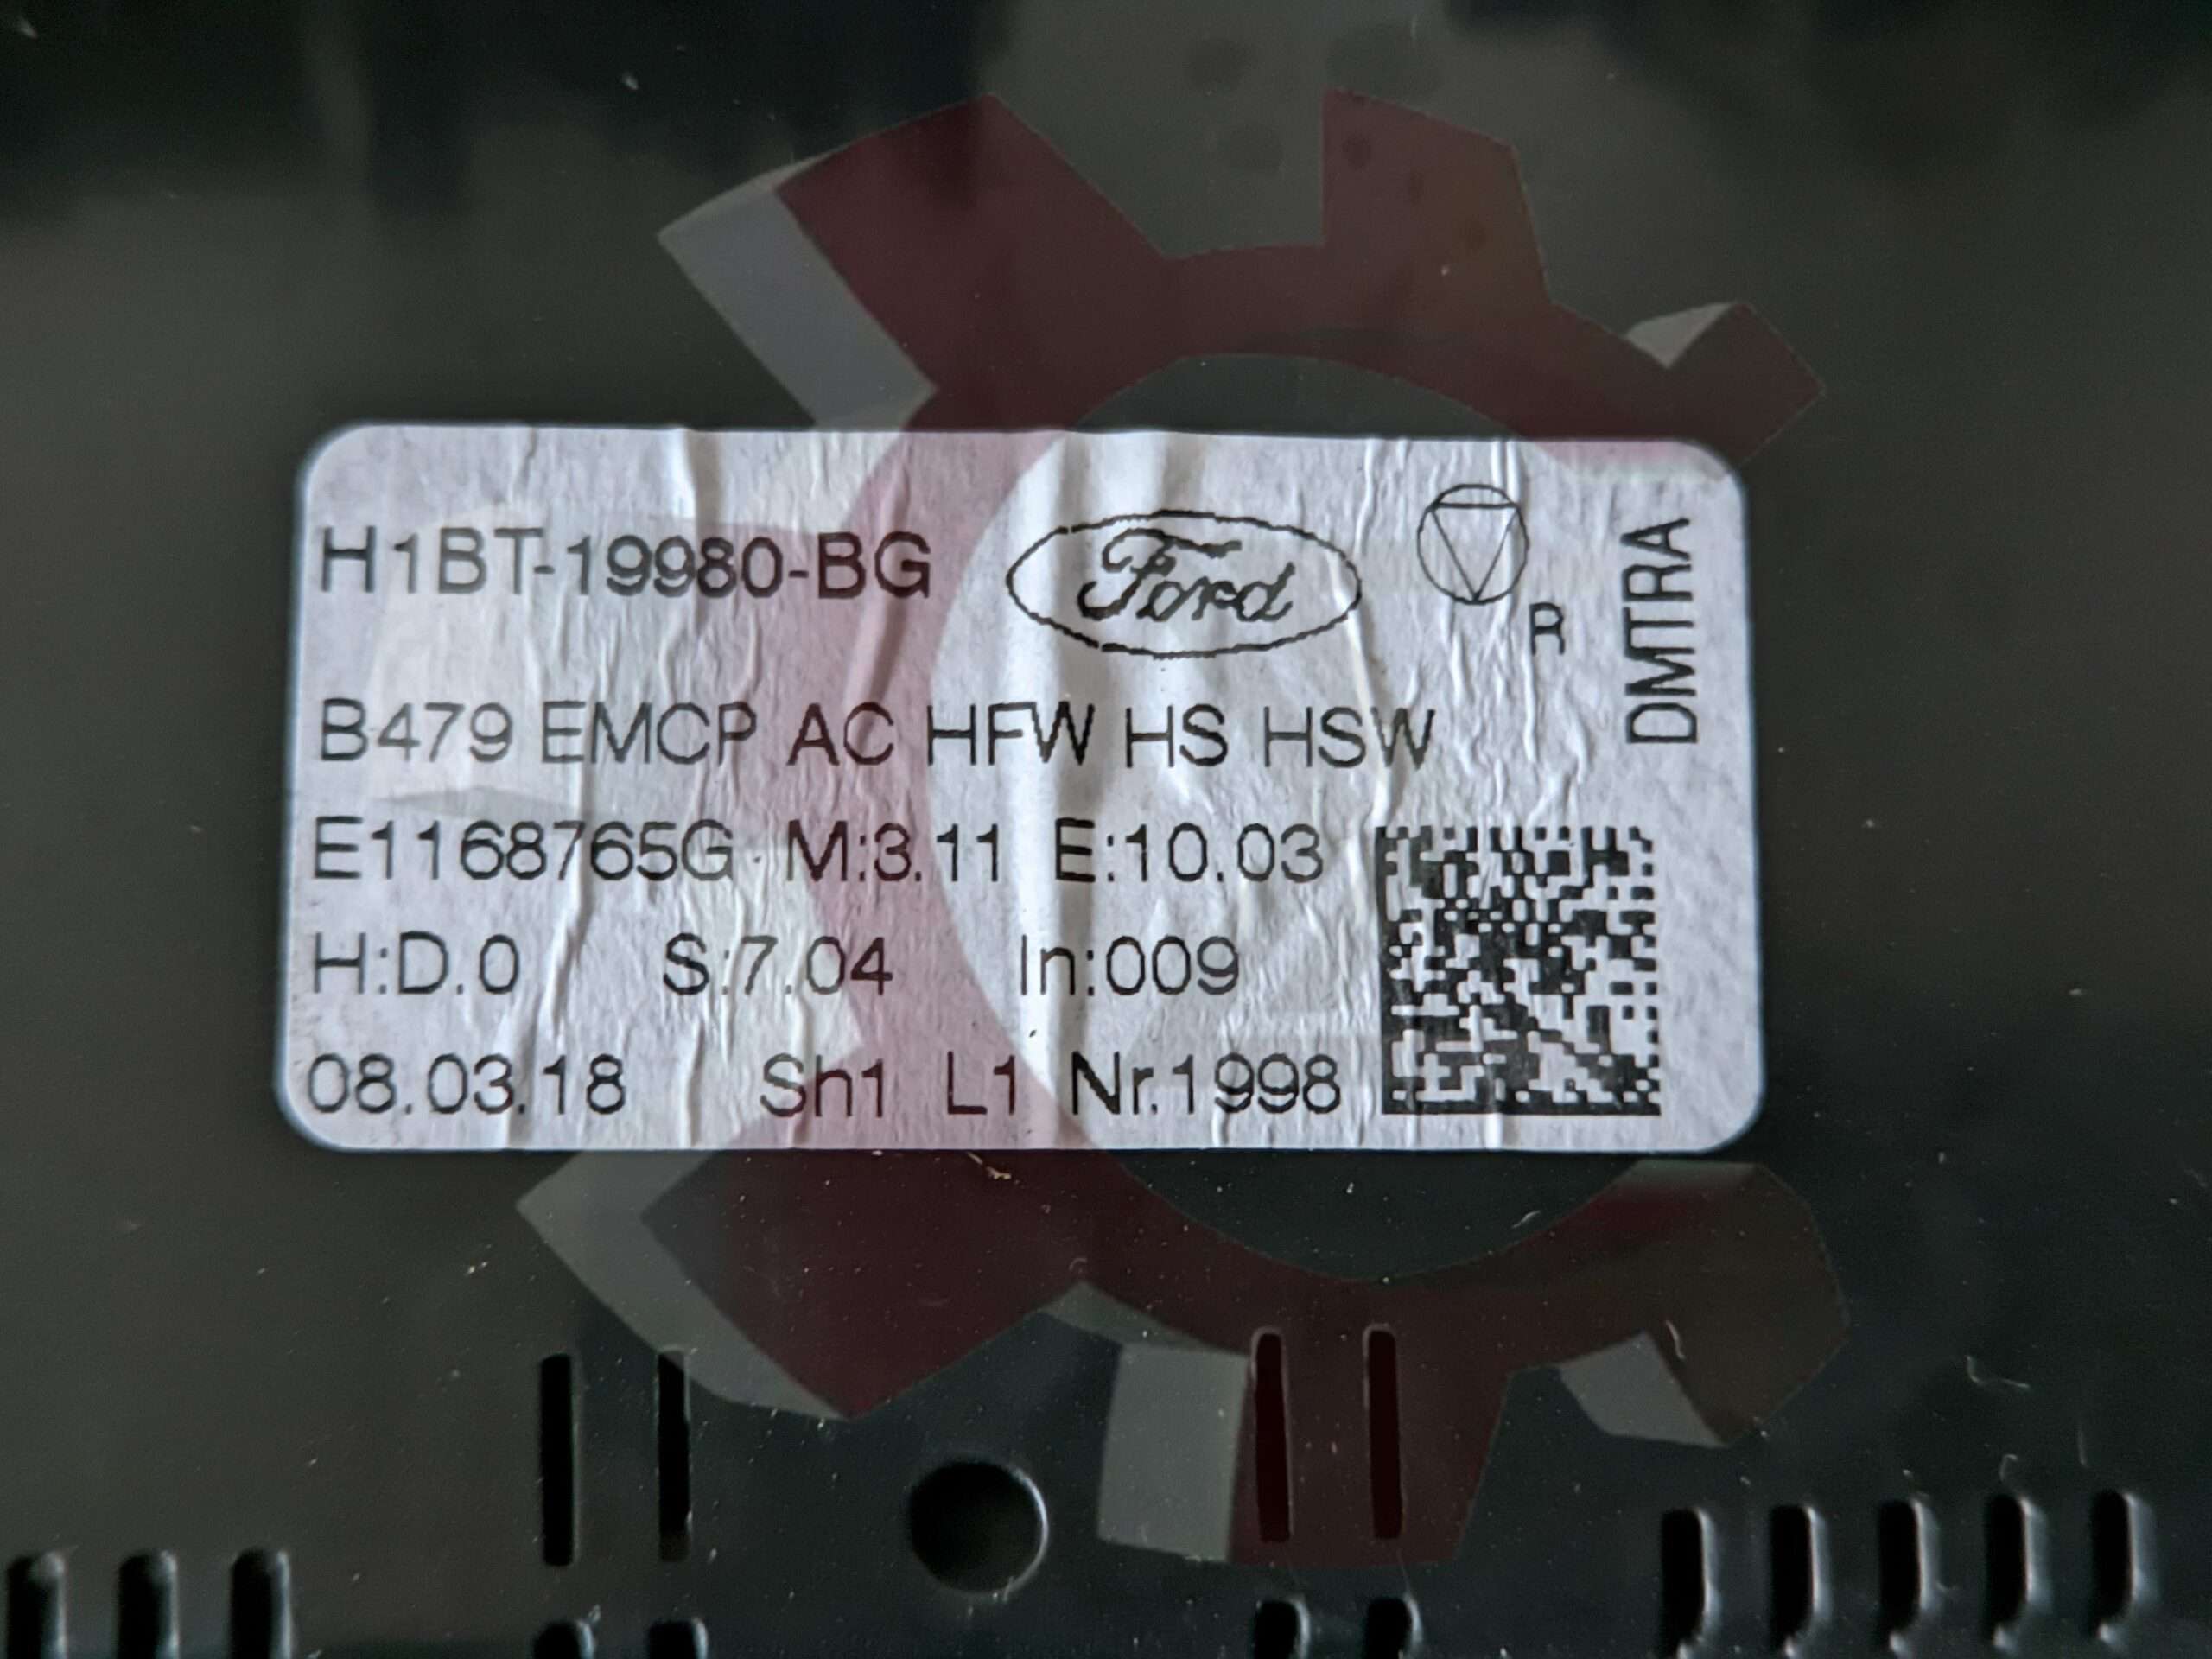 H1BT-19980-BG
Ford
R
DMTRA
B479 EMCP AC HFW HS HSW
E1168765G M:3.11 E:10.03
H:D.0 S:7.04 In:009
08.03.18 Sh1 L1 Nr.1998